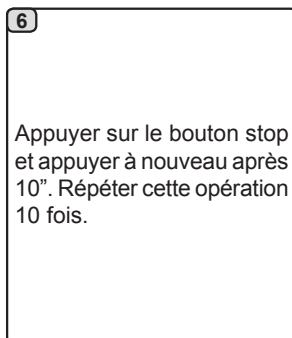 6
Appuyer sur le bouton stop
et appuyer à nouveau après
10”. Répéter cette opération
10 fois.